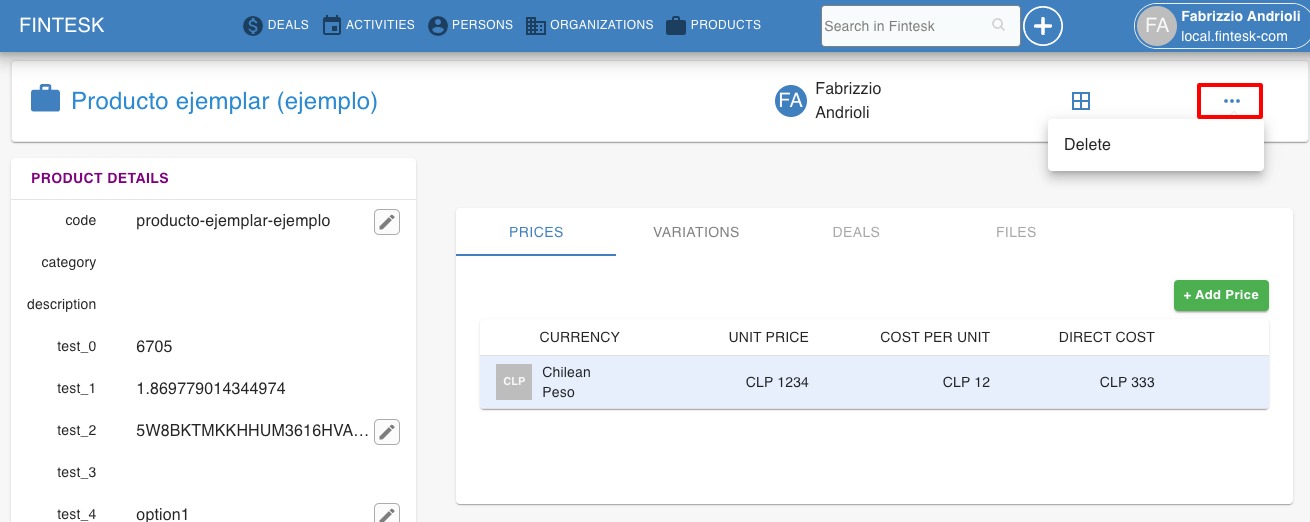 FINTESK
DEALS
ACTIVITIES
PERSONS
ORGANIZATIONS
PRODUCTS
Search in Fintesk
FA
Fabrizzio Andrioli
local.fintesk-com
Producto ejemplar (ejemplo)
FA
Fabrizzio
Andrioli
Delete
PRODUCT DETAILS
code producto-ejemplar-ejemplo
category
description
test_0 6705
test_1 1.869779014344974
test_2 5W8BKTMKKHHUM3616HVA...
test_3
test_4 option1
PRICES VARIATIONS DEALS FILES
+ Add Price
CURRENCY UNIT PRICE COST PER UNIT DIRECT COST
CLP
Chilean
Peso
CLP 1234 CLP 12 CLP 333